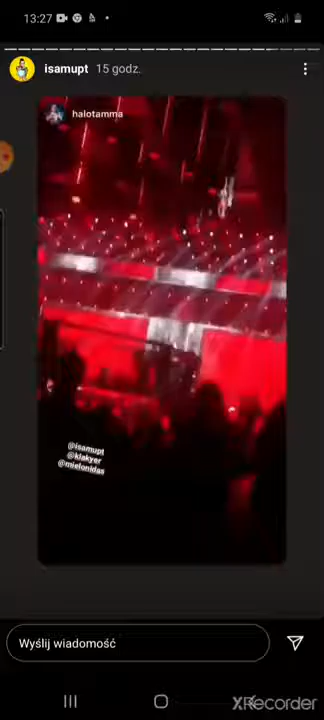 13:27
isamupt 15 godz.
halotamma
@isamupt
@klakyer
@mielonidas
Wyślij wiadomość
XRecorder